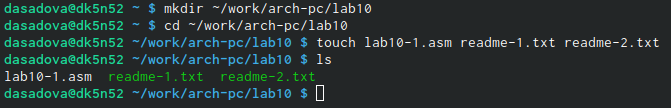 dasadova@dk5n52 ~ $ mkdir ~/work/arch-pc/lab10
dasadova@dk5n52 ~ $ cd ~/work/arch-pc/lab10
dasadova@dk5n52 ~/work/arch-pc/lab10 $ touch lab10-1.asm readme-1.txt readme-2.txt
dasadova@dk5n52 ~/work/arch-pc/lab10 $ ls
lab10-1.asm  readme-1.txt  readme-2.txt
dasadova@dk5n52 ~/work/arch-pc/lab10 $